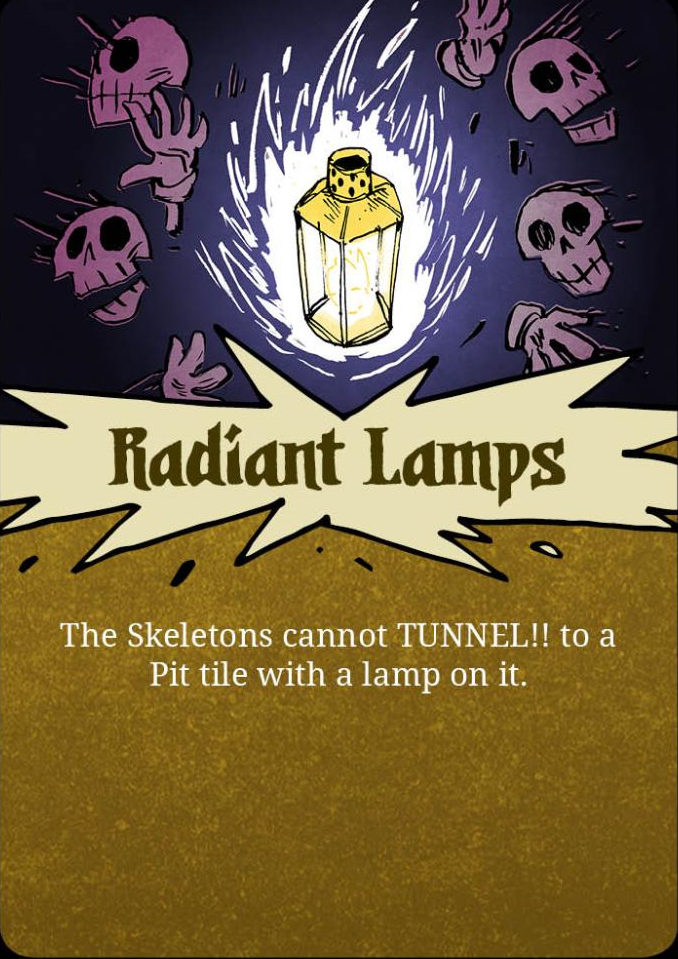 Radiant Lamps
The Skeletons cannot TUNNEL!! to a
Pit tile with a lamp on it.